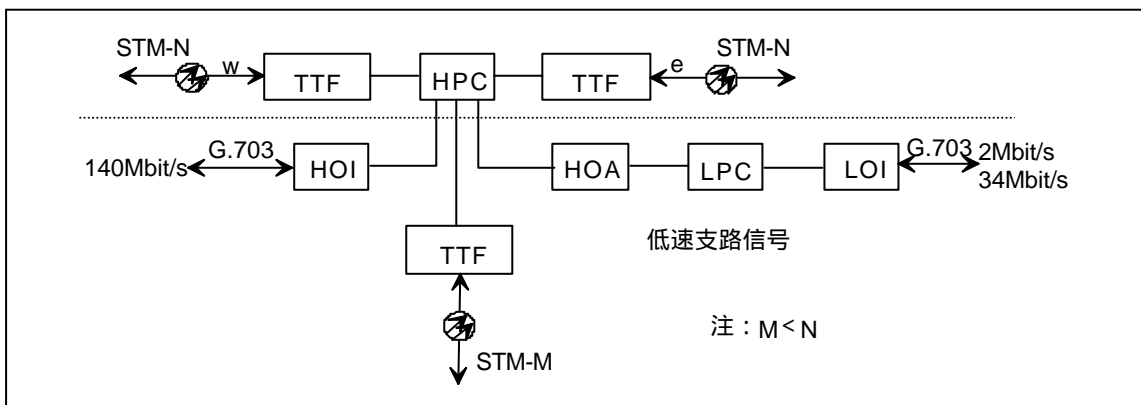 STM-N
w
TTF
HPC
TTF
e
STM-N
140Mbit/s
G.703
HOI
HOA
LPC
LOI
G.703
2Mbit/s
34Mbit/s
TTF
低速支路信号
注：M<N
STM-M